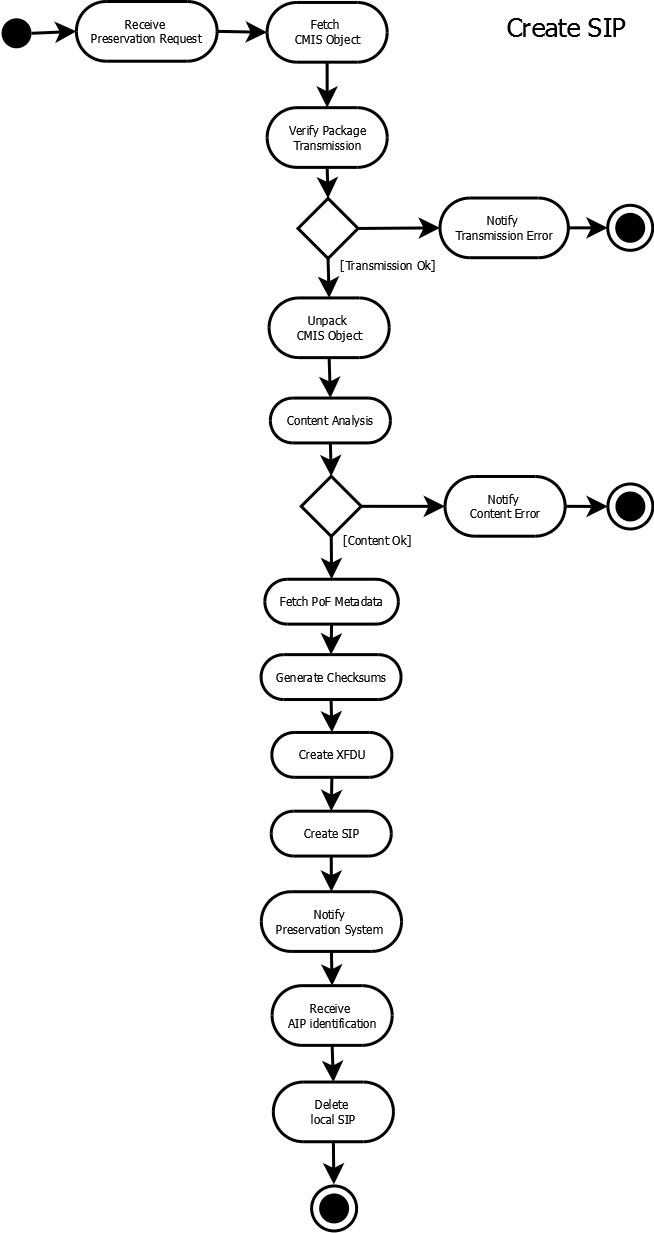 Create SIP
Receive
Preservation Request
Fetch
CMIS Object
Verify Package
Transmission
Notify
Transmission Error
[Transmission Ok]
Unpack
CMIS Object
Content Analysis
Notify
Content Error
[Content Ok]
Fetch PoF Metadata
Generate Checksums
Create XFDU
Create SIP
Notify
Preservation System
Receive
AIP identification
Delete
local SIP